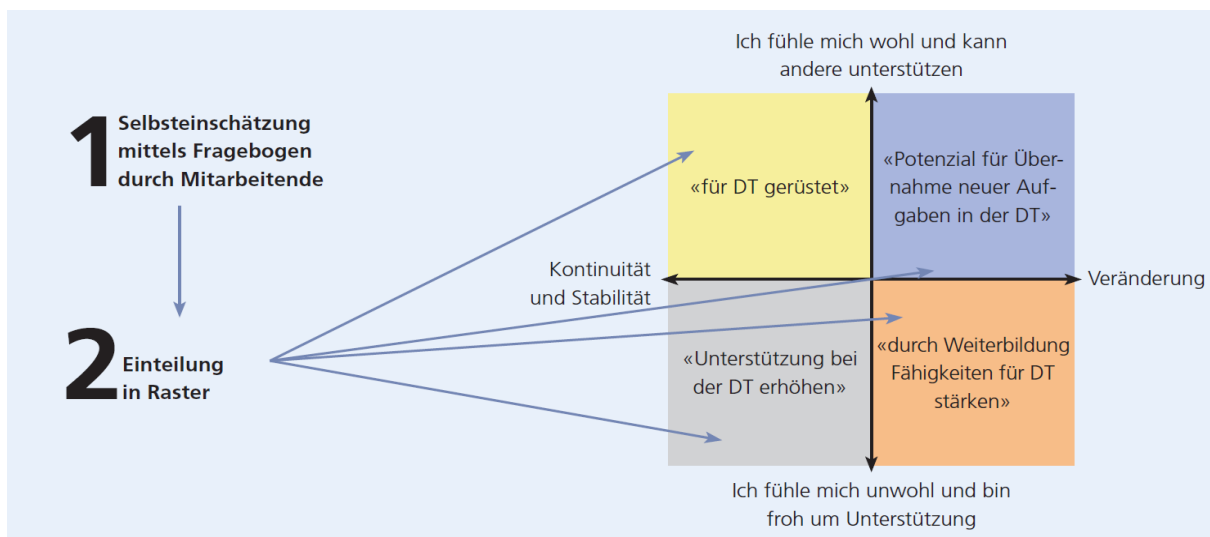 Ich fühle mich wohl und kann
andere unterstützen
1
Selbsteinschätzung
mittels Fragebogen
durch Mitarbeitende
«für DT gerüstet»
«Potenzial für Über-
nahme neuer Auf-
gaben in der DT»
Kontinuität
und Stabilität
Veränderung
2
Einteilung
in Raster
«Unterstützung bei
der DT erhöhen»
«durch Weiterbildung
Fähigkeiten für DT
stärken»
Ich fühle mich unwohl und bin
froh um Unterstützung